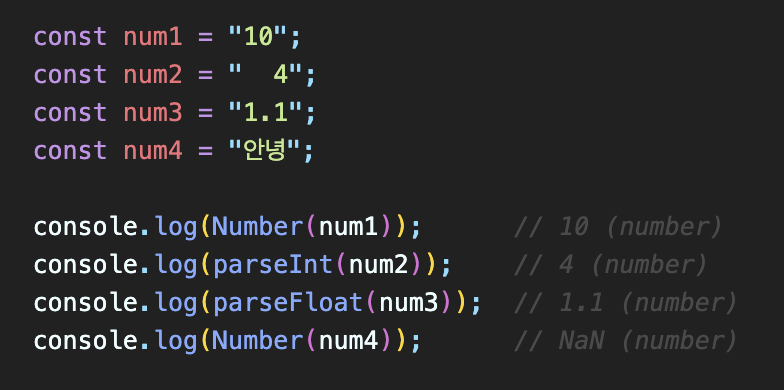 const num1 = "10";
const num2 = "  4";
const num3 = "1.1";
const num4 = "안녕";

console.log(Number(num1));      // 10 (number)
console.log(parseInt(num2));    // 4 (number)
console.log(parseFloat(num3));  // 1.1 (number)
console.log(Number(num4));      // NaN (number)